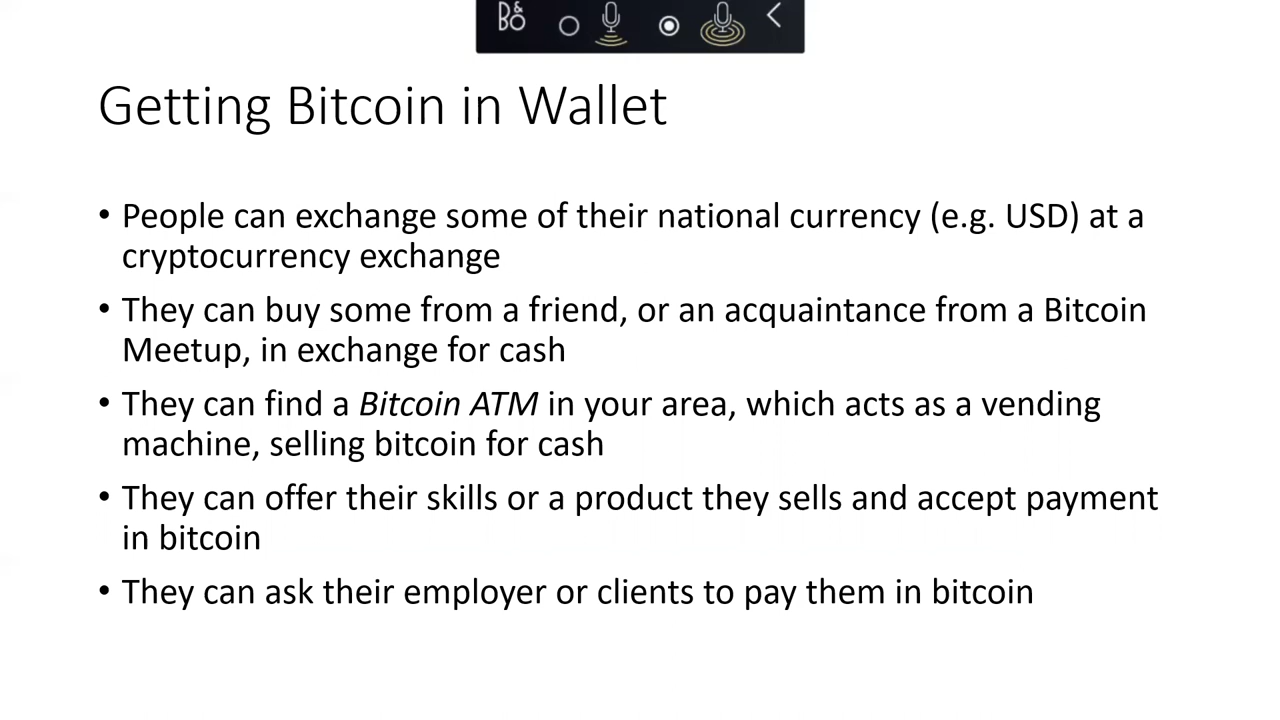 B&O
Getting Bitcoin in Wallet
• People can exchange some of their national currency (e.g. USD) at a
cryptocurrency exchange
• They can buy some from a friend, or an acquaintance from a Bitcoin
Meetup, in exchange for cash
• They can find a Bitcoin ATM in your area, which acts as a vending
machine, selling bitcoin for cash
• They can offer their skills or a product they sells and accept payment
in bitcoin
• They can ask their employer or clients to pay them in bitcoin